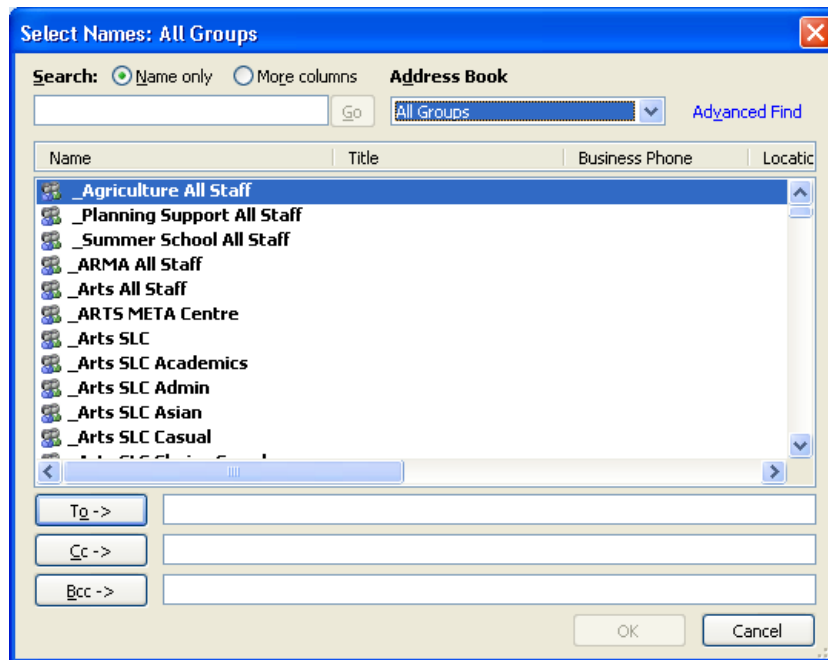 Select Names: All Groups
Search: Name only More columns Address Book
Go All Groups Advanced Find
Name Title Business Phone Locatic
_Agriculture All Staff
_Planning Support All Staff
_Summer School All Staff
_ARMA All Staff
_Arts All Staff
_ARTS META Centre
_Arts SLC
_Arts SLC Academics
_Arts SLC Admin
_Arts SLC Asian
_Arts SLC Casual
To ->
Cc ->
Bcc ->
OK Cancel